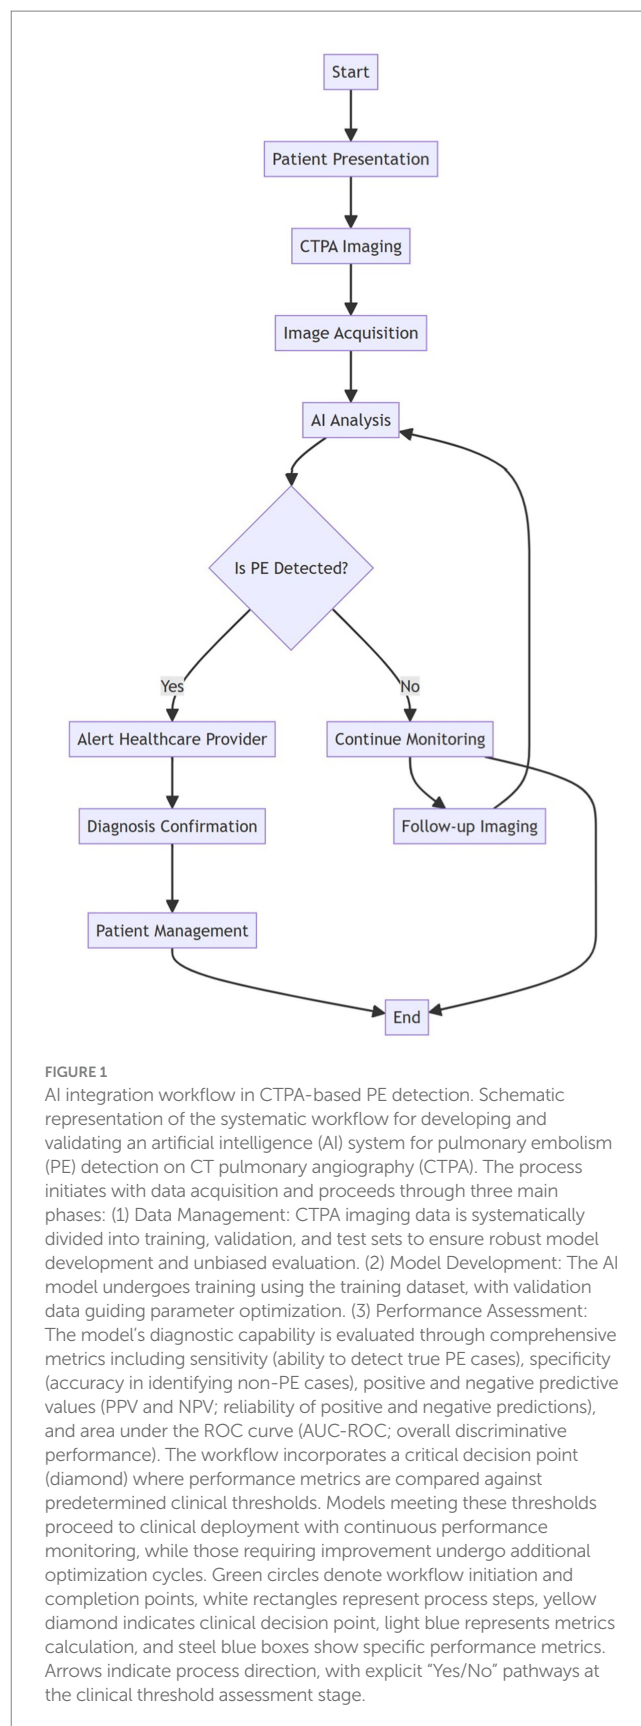 Start
Patient Presentation
CTPA Imaging
Image Acquisition
AI Analysis
Is PE Detected?
Yes
No
Alert Healthcare Provider
Continue Monitoring
Diagnosis Confirmation
Follow-up Imaging
Patient Management
End
FIGURE 1
AI integration workflow in CTPA-based PE detection. Schematic
representation of the systematic workflow for developing and
validating an artificial intelligence (AI) system for pulmonary embolism
(PE) detection on CT pulmonary angiography (CTPA). The process
initiates with data acquisition and proceeds through three main
phases: (1) Data Management: CTPA imaging data is systematically
divided into training, validation, and test sets to ensure robust model
development and unbiased evaluation. (2) Model Development: The AI
model undergoes training using the training dataset, with validation
data guiding parameter optimization. (3) Performance Assessment:
The model's diagnostic capability is evaluated through comprehensive
metrics including sensitivity (ability to detect true PE cases), specificity
(accuracy in identifying non-PE cases), positive and negative predictive
values (PPV and NPV; reliability of positive and negative predictions),
and area under the ROC curve (AUC-ROC; overall discriminative
performance). The workflow incorporates a critical decision point
(diamond) where performance metrics are compared against
predetermined clinical thresholds. Models meeting these thresholds
proceed to clinical deployment with continuous performance
monitoring, while those requiring improvement undergo additional
optimization cycles. Green circles denote workflow initiation and
completion points, white rectangles represent process steps, yellow
diamond indicates clinical decision point, light blue represents metrics
calculation, and steel blue boxes show specific performance metrics.
Arrows indicate process direction, with explicit "Yes/No" pathways at
the clinical threshold assessment stage.